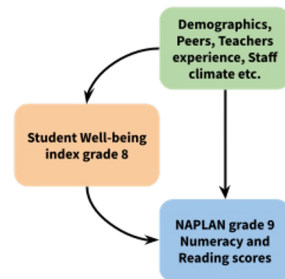 Demographics,
Peers, Teachers
experience, Staff
climate etc.
Student Well-being
index grade 8
NAPLAN grade 9
Numeracy and
Reading scores